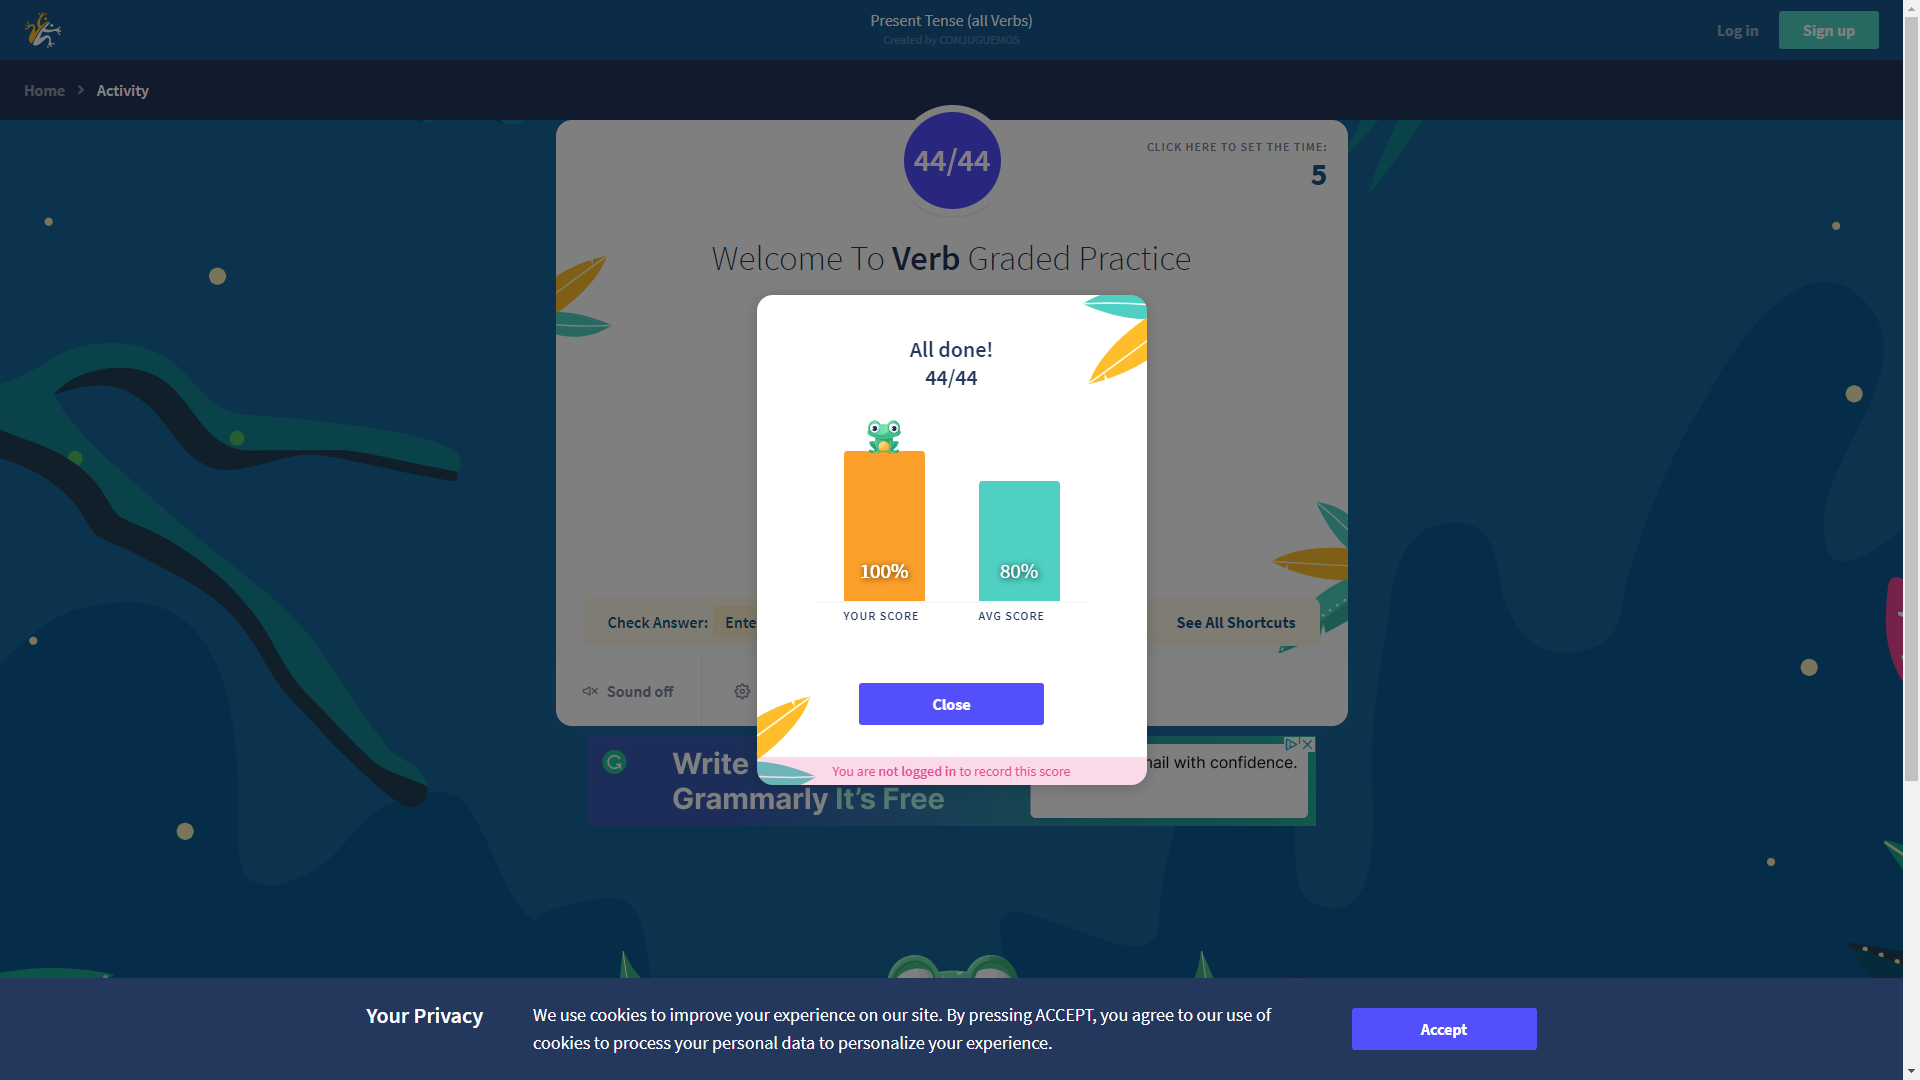 Present Tense (all Verbs)
Created by CONJUGUEMOS
Log in
Sign up
Home
Activity
44/44
CLICK HERE TO SET THE TIME:
5
Welcome To Verb Graded Practice
All done!
44/44
100%
80%
YOUR SCORE
AVG SCORE
Check Answer:
Ente
See All Shortcuts
Sound off
Close
You are not logged in to record this score
Write
Grammarly It's Free
with confidence.
Your Privacy
We use cookies to improve your experience on our site. By pressing ACCEPT, you agree to our use of
cookies to process your personal data to personalize your experience.
Accept